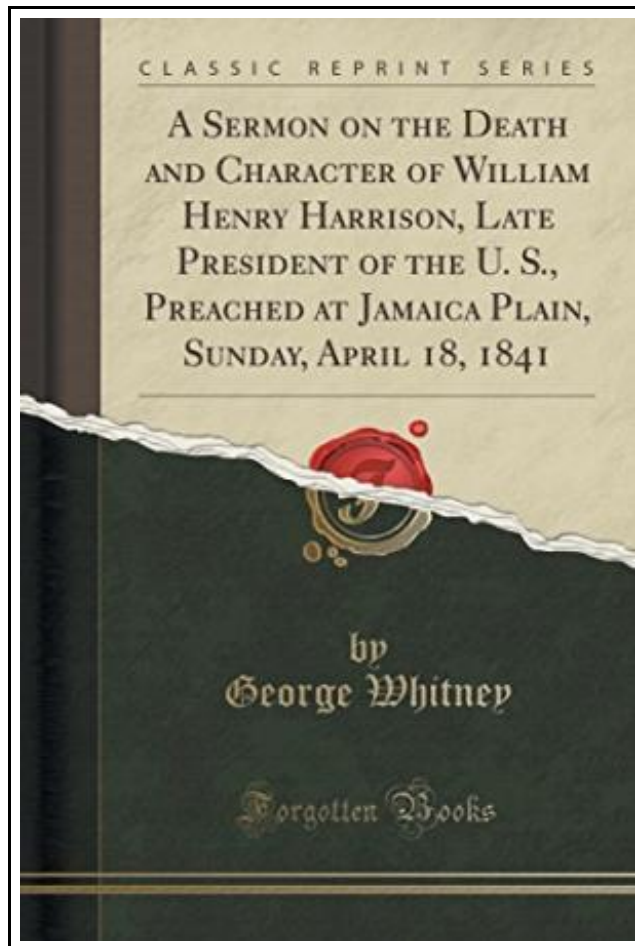 CLASSIC REPRINT SERIES
A SERMON ON THE DEATH
AND CHARACTER OF WILLIAM
HENRY HARRISON, LATE
PRESIDENT OF THE U. S.,
PREACHED AT JAMAICA PLAIN,
SUNDAY, APRIL 18, 1841
by
George Whitney
Forgotten Books